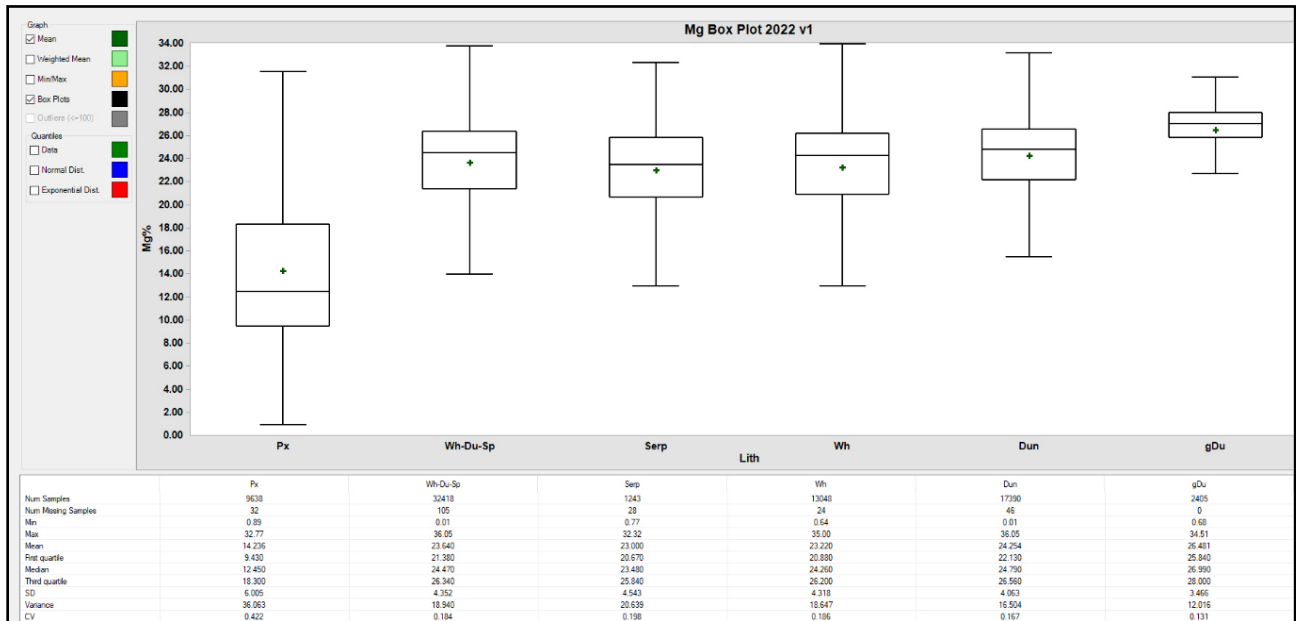 Graph
Mean
Weighted Mean
Min/Max
Box Plots
Outliers (<=100)
Quantiles
Data
Normal Dist.
Exponential Dist.
Mg Box Plot 2022 v1
34.00
32.00
30.00
28.00
26.00
24.00
22.00
20.00
18.00
16.00
14.00
12.00
10.00
8.00
6.00
4.00
2.00
0.00
Mg%
Px Wh-Du-Sp Serp Wh Dun gDu
Lith
Px Wh-Du-Sp Serp Wh Dun gDu
Num Samples 9638 32418 1243 13048 17390 2405
Num Missing Samples 32 105 28 24 46 0
Min 0.89 0.01 0.77 0.64 0.01 0.68
Max 32.77 36.05 32.32 35.00 36.05 34.51
Mean 14.236 23.640 23.000 23.220 24.254 26.481
First quartile 9.430 21.380 20.670 20.880 22.130 25.840
Median 12.450 24.470 23.480 24.260 24.790 26.990
Third quartile 18.300 26.340 25.840 26.200 26.560 28.000
SD 6.005 4.352 4.543 4.318 4.063 3.466
Variance 36.063 18.940 20.639 18.647 16.504 12.016
CV 0.422 0.184 0.198 0.186 0.167 0.131